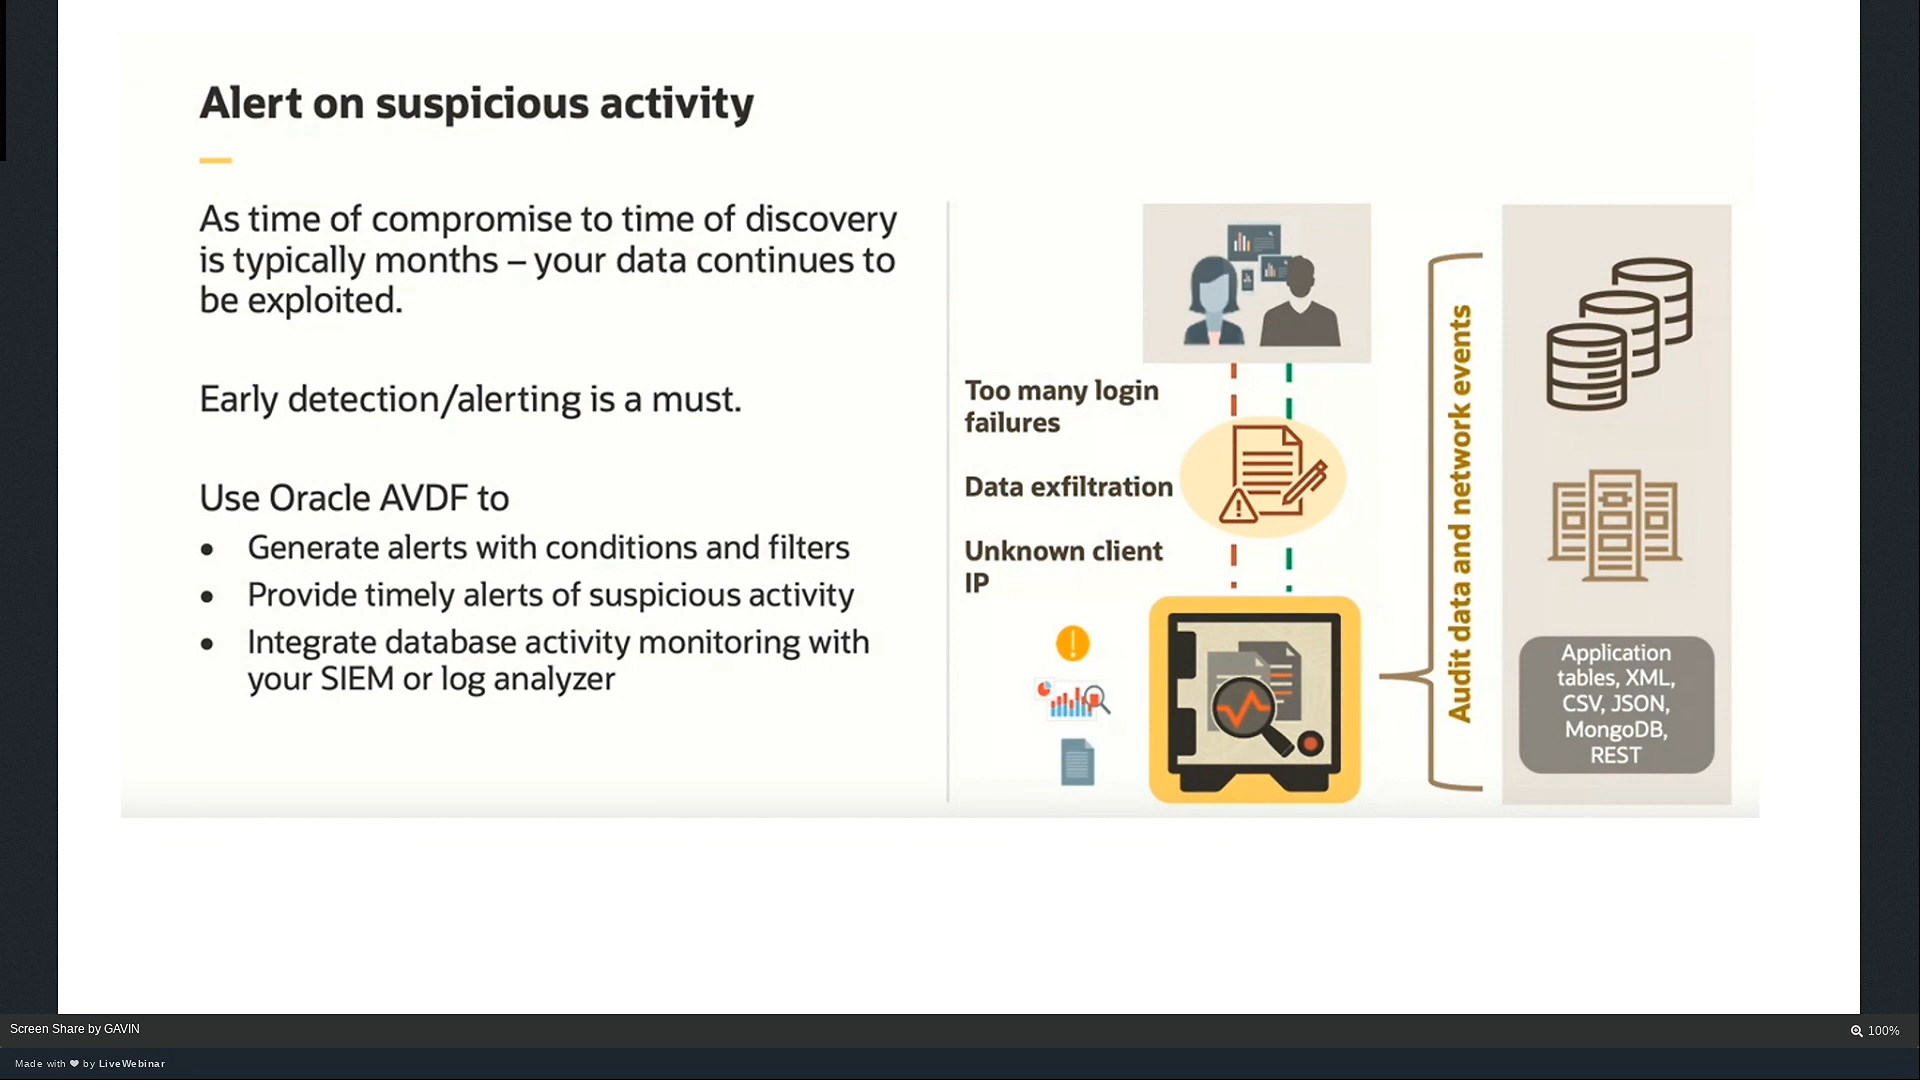 Alert on suspicious activity
As time of compromise to time of discovery
is typically months – your data continues to
be exploited.
Early detection/alerting is a must.
Use Oracle AVDF to
• Generate alerts with conditions and filters
• Provide timely alerts of suspicious activity
• Integrate database activity monitoring with
your SIEM or log analyzer
Too many login
failures
Data exfiltration
Unknown client
IP
Audit data and network events
Application
tables, XML,
CSV, JSON,
MongoDB,
REST
Screen Share by GAVIN
100%
Made with ❤ by LiveWebinar